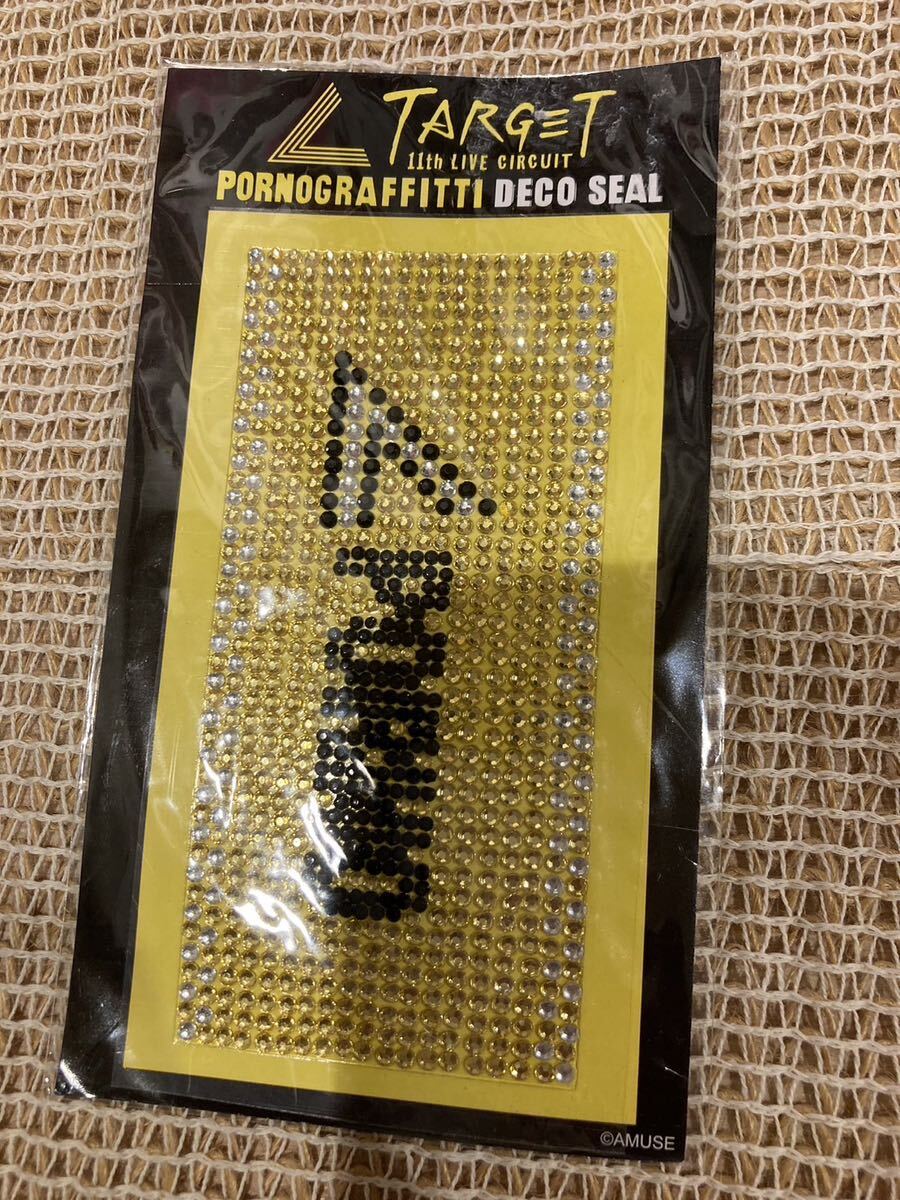 TARGET
11th LIVE CIRCUIT
PORNOGRAFFITTI DECO SEAL
©AMUSE